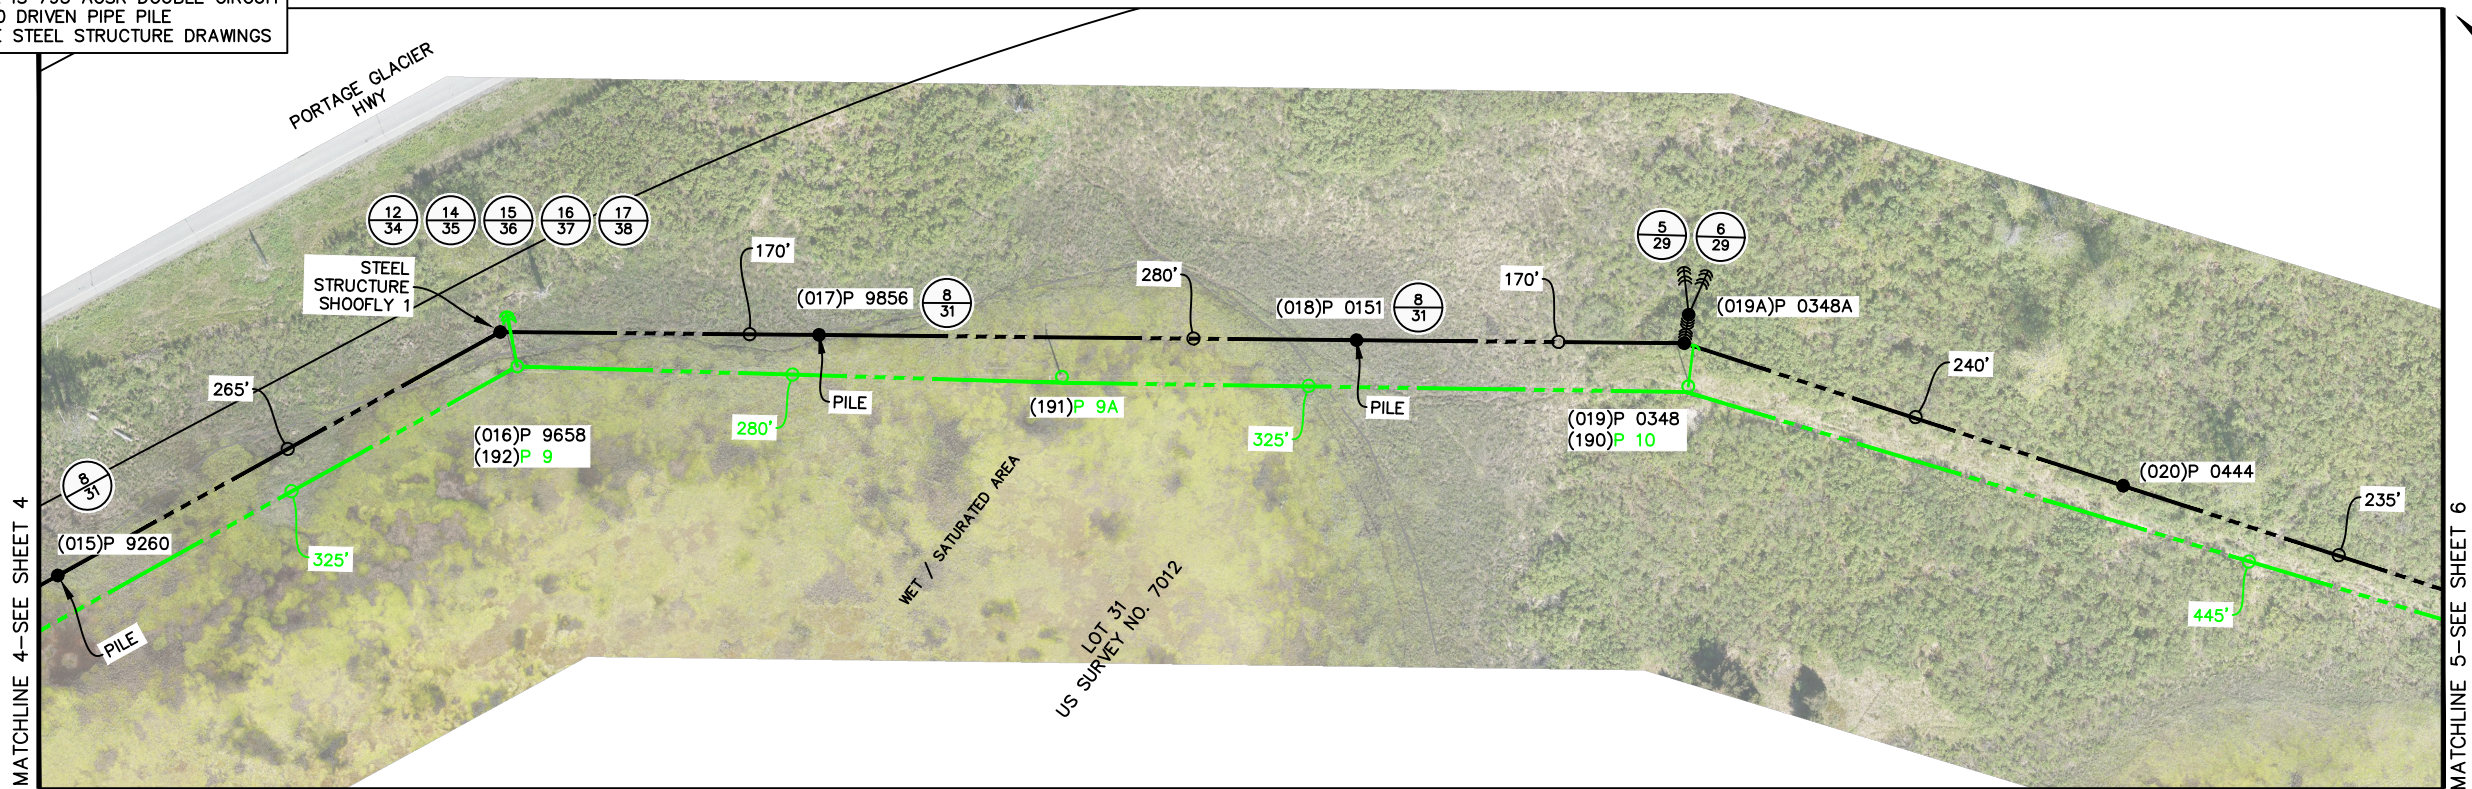 DRIVEN PIPE PILE
STEEL STRUCTURE DRAWINGS
PORTAGE GLACIER
HWY
12
34
14
35
15
36
16
37
17
38
STEEL
STRUCTURE
SHOOFLY 1
170'
(017)P 9856
8
31
280'
(018)P 0151
8
31
170'
5
29
6
29
(019A)P 0348A
265'
PILE
280'
(191)P 9A
PILE
325'
240'
(016)P 9658
(192)P 9
(019)P 0348
(190)P 10
(020)P 0444
235'
8
31
(015)P 9260
325'
PILE
WET / SATURATED AREA
LOT 31
US SURVEY NO. 7012
445'
MATCHLINE 4-SEE SHEET 4
MATCHLINE 5-SEE SHEET 6